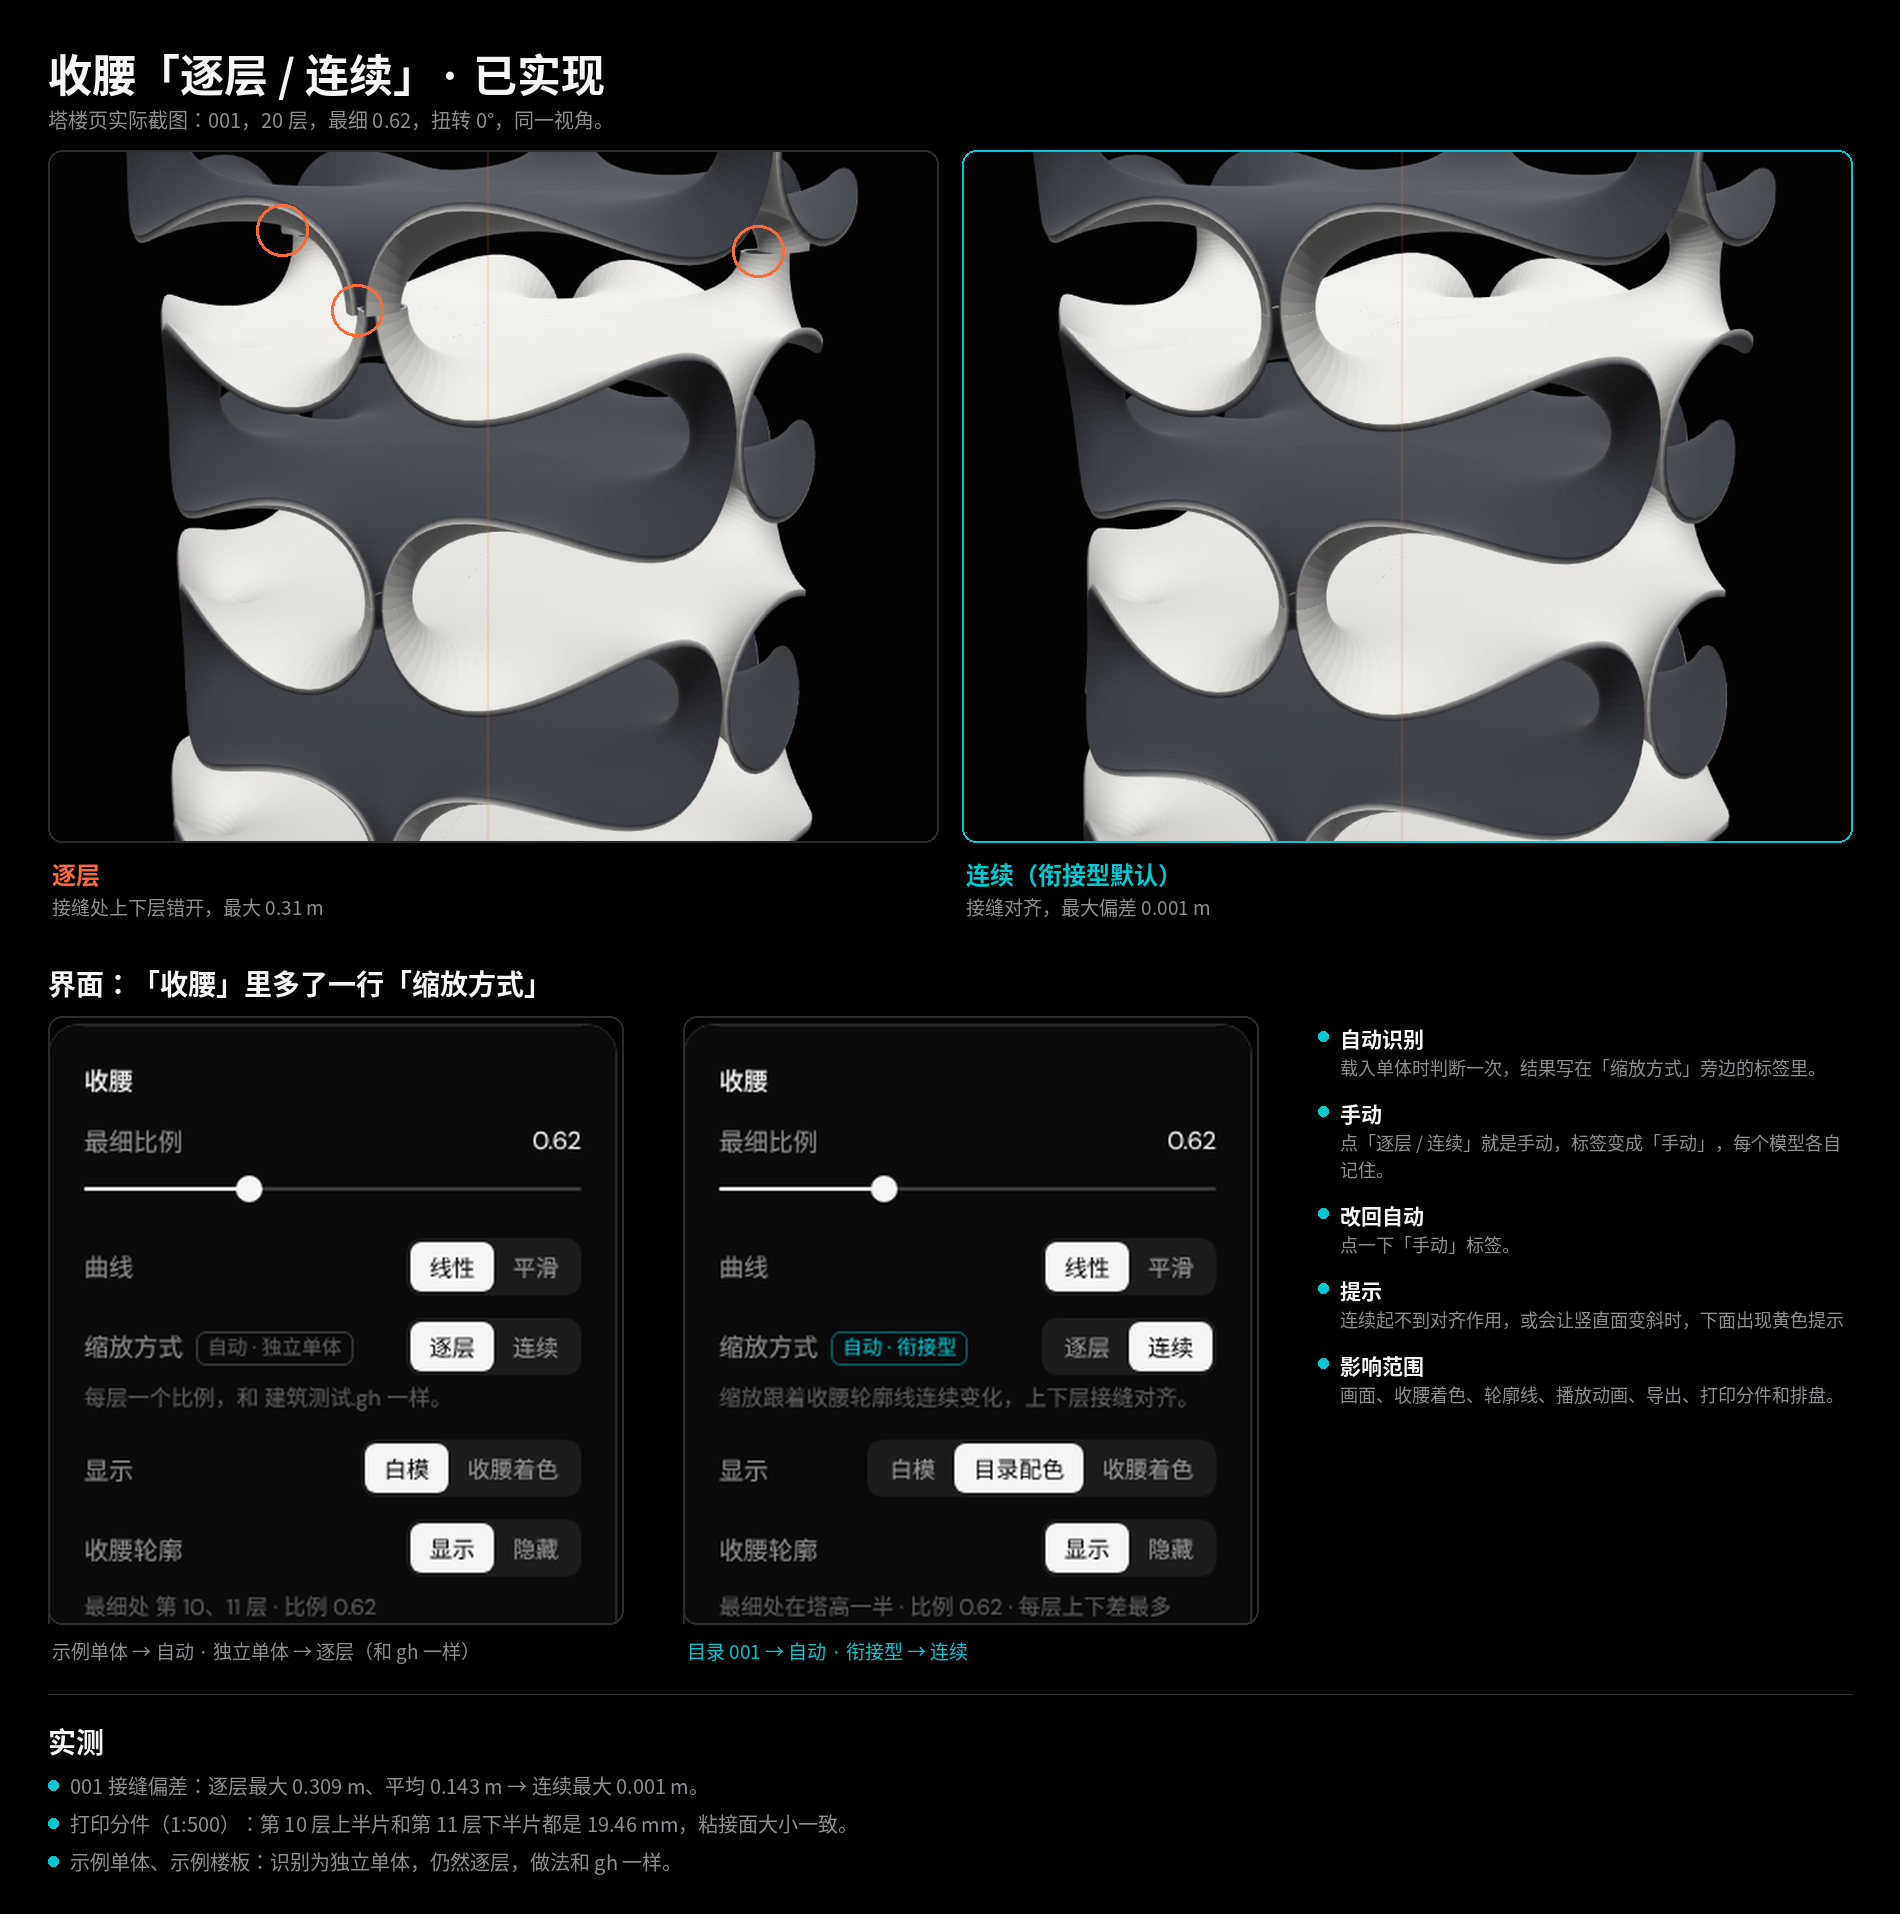 收腰「逐层 / 连续」· 已实现
塔楼页实际截图：001，20 层，最细 0.62，扭转 0°，同一视角。
逐层
接缝处上下层错开，最大 0.31 m
连续（衔接型默认）
接缝对齐，最大偏差 0.001 m
界面：「收腰」里多了一行「缩放方式」
收腰
最细比例 0.62
曲线 线性 平滑
缩放方式 自动 · 独立单体 逐层 连续
每层一个比例，和 建筑测试.gh 一样。
显示 白模 收腰着色
收腰轮廓 显示 隐藏
最细处 第 10、11 层 · 比例 0.62
示例单体 → 自动 · 独立单体 → 逐层（和 gh 一样）
收腰
最细比例 0.62
曲线 线性 平滑
缩放方式 自动 · 衔接型 逐层 连续
缩放跟着收腰轮廓线连续变化，上下层接缝对齐。
显示 白模 目录配色 收腰着色
收腰轮廓 显示 隐藏
最细处在塔高一半 · 比例 0.62 · 每层上下差最多
目录 001 → 自动 · 衔接型 → 连续
自动识别
载入单体时判断一次，结果写在「缩放方式」旁边的标签里。
手动
点「逐层 / 连续」就是手动，标签变成「手动」，每个模型各自
记住。
改回自动
点一下「手动」标签。
提示
连续起不到对齐作用，或会让竖直面变斜时，下面出现黄色提示
影响范围
画面、收腰着色、轮廓线、播放动画、导出、打印分件和排盘。
实测
001 接缝偏差：逐层最大 0.309 m、平均 0.143 m → 连续最大 0.001 m。
打印分件（1:500）：第 10 层上半片和第 11 层下半片都是 19.46 mm，粘接面大小一致。
示例单体、示例楼板：识别为独立单体，仍然逐层，做法和 gh 一样。